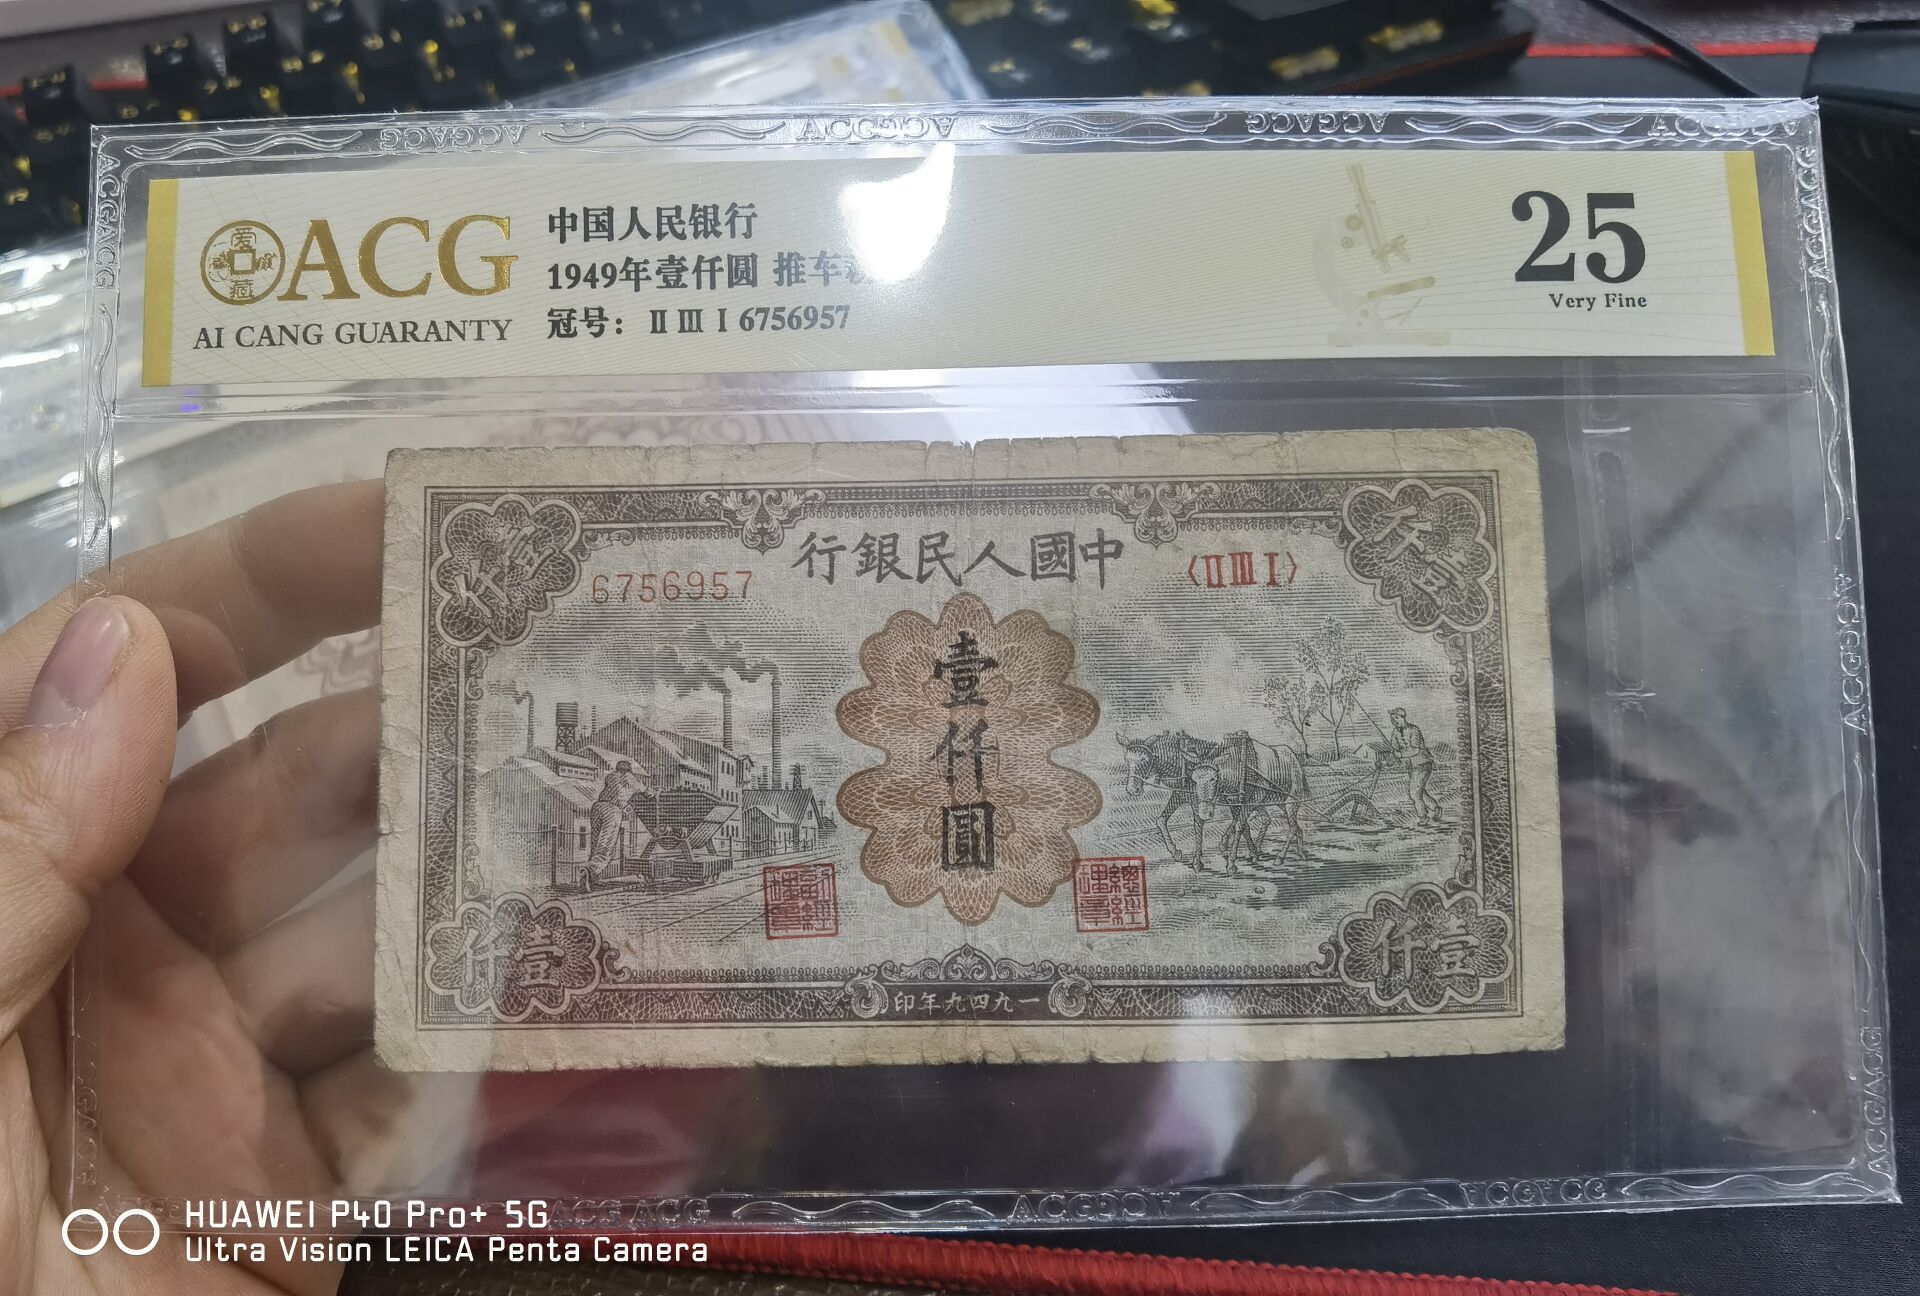 ACG
AI CANG GUARANTY
中国人民银行
1949年壹仟圆 推车
冠号: Ⅱ Ⅲ Ⅰ 6756957
25
Very Fine
行銀民人國中
6756957
〈Ⅱ Ⅲ Ⅰ〉
仟壹
仟壹
壹
仟
圓
仟壹
仟壹
印年九四九一
HUAWEI P40 Pro+ 5G
Ultra Vision LEICA Penta Camera